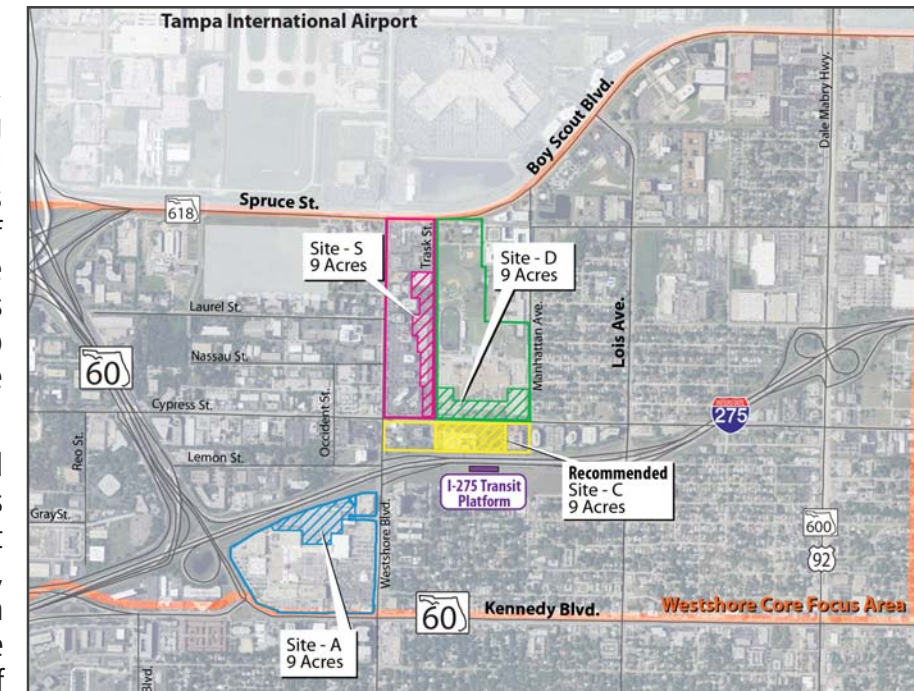 Tampa International Airport
Boy Scout Blvd.
Dale Mabry Hwy.
618
Spruce St.
Site - S
9 Acres
Trask St.
Site - D
9 Acres
Laurel St.
Manhattan Ave.
Lois Ave.
Nassau St.
60
Cypress St.
Occident St.
INTERSTATE
275
Reo St.
Lemon St.
I-275 Transit
Platform
Recommended
Site - C
9 Acres
Gray St.
Westshore Blvd.
600
92
60
Kennedy Blvd.
Westshore Core Focus Area
Site - A
9 Acres
Blvd.